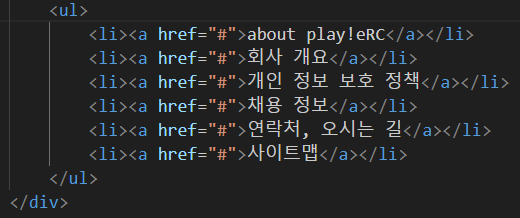 <ul>
<li><a href="#">about play!eRC</a></li>
<li><a href="#">회사 개요</a></li>
<li><a href="#">개인 정보 보호 정책</a></li>
<li><a href="#">채용 정보</a></li>
<li><a href="#">연락처, 오시는 길</a></li>
<li><a href="#">사이트맵</a></li>
</ul>
</div>